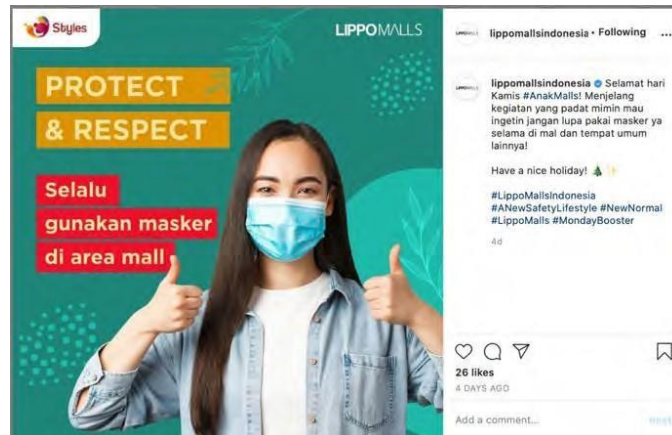 Styles
LIPPOMALLS
PROTECT
& RESPECT
Selalu
gunakan masker
di area mall
lippomallsindonesia • Following ...
lippomallsindonesia Selamat hari
Kamis #AnakMalls! Menjelang
kegiatan yang padat mimin mau
ingetin jangan lupa pakai masker ya
selama di mal dan tempat umum
lainnya!
Have a nice holiday! 🎄✨
#LippoMallsIndonesia
#ANewSafetyLifestyle #NewNormal
#LippoMalls #MondayBooster
4d
26 likes
4 DAYS AGO
Add a comment...